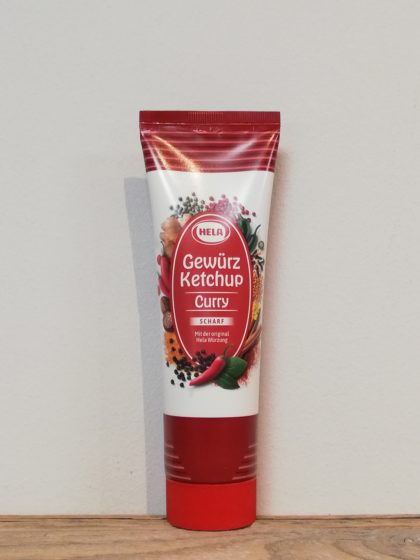 HELA
Gewürz
Ketchup
Curry
SCHARF
Mit der original
Hela Würzung